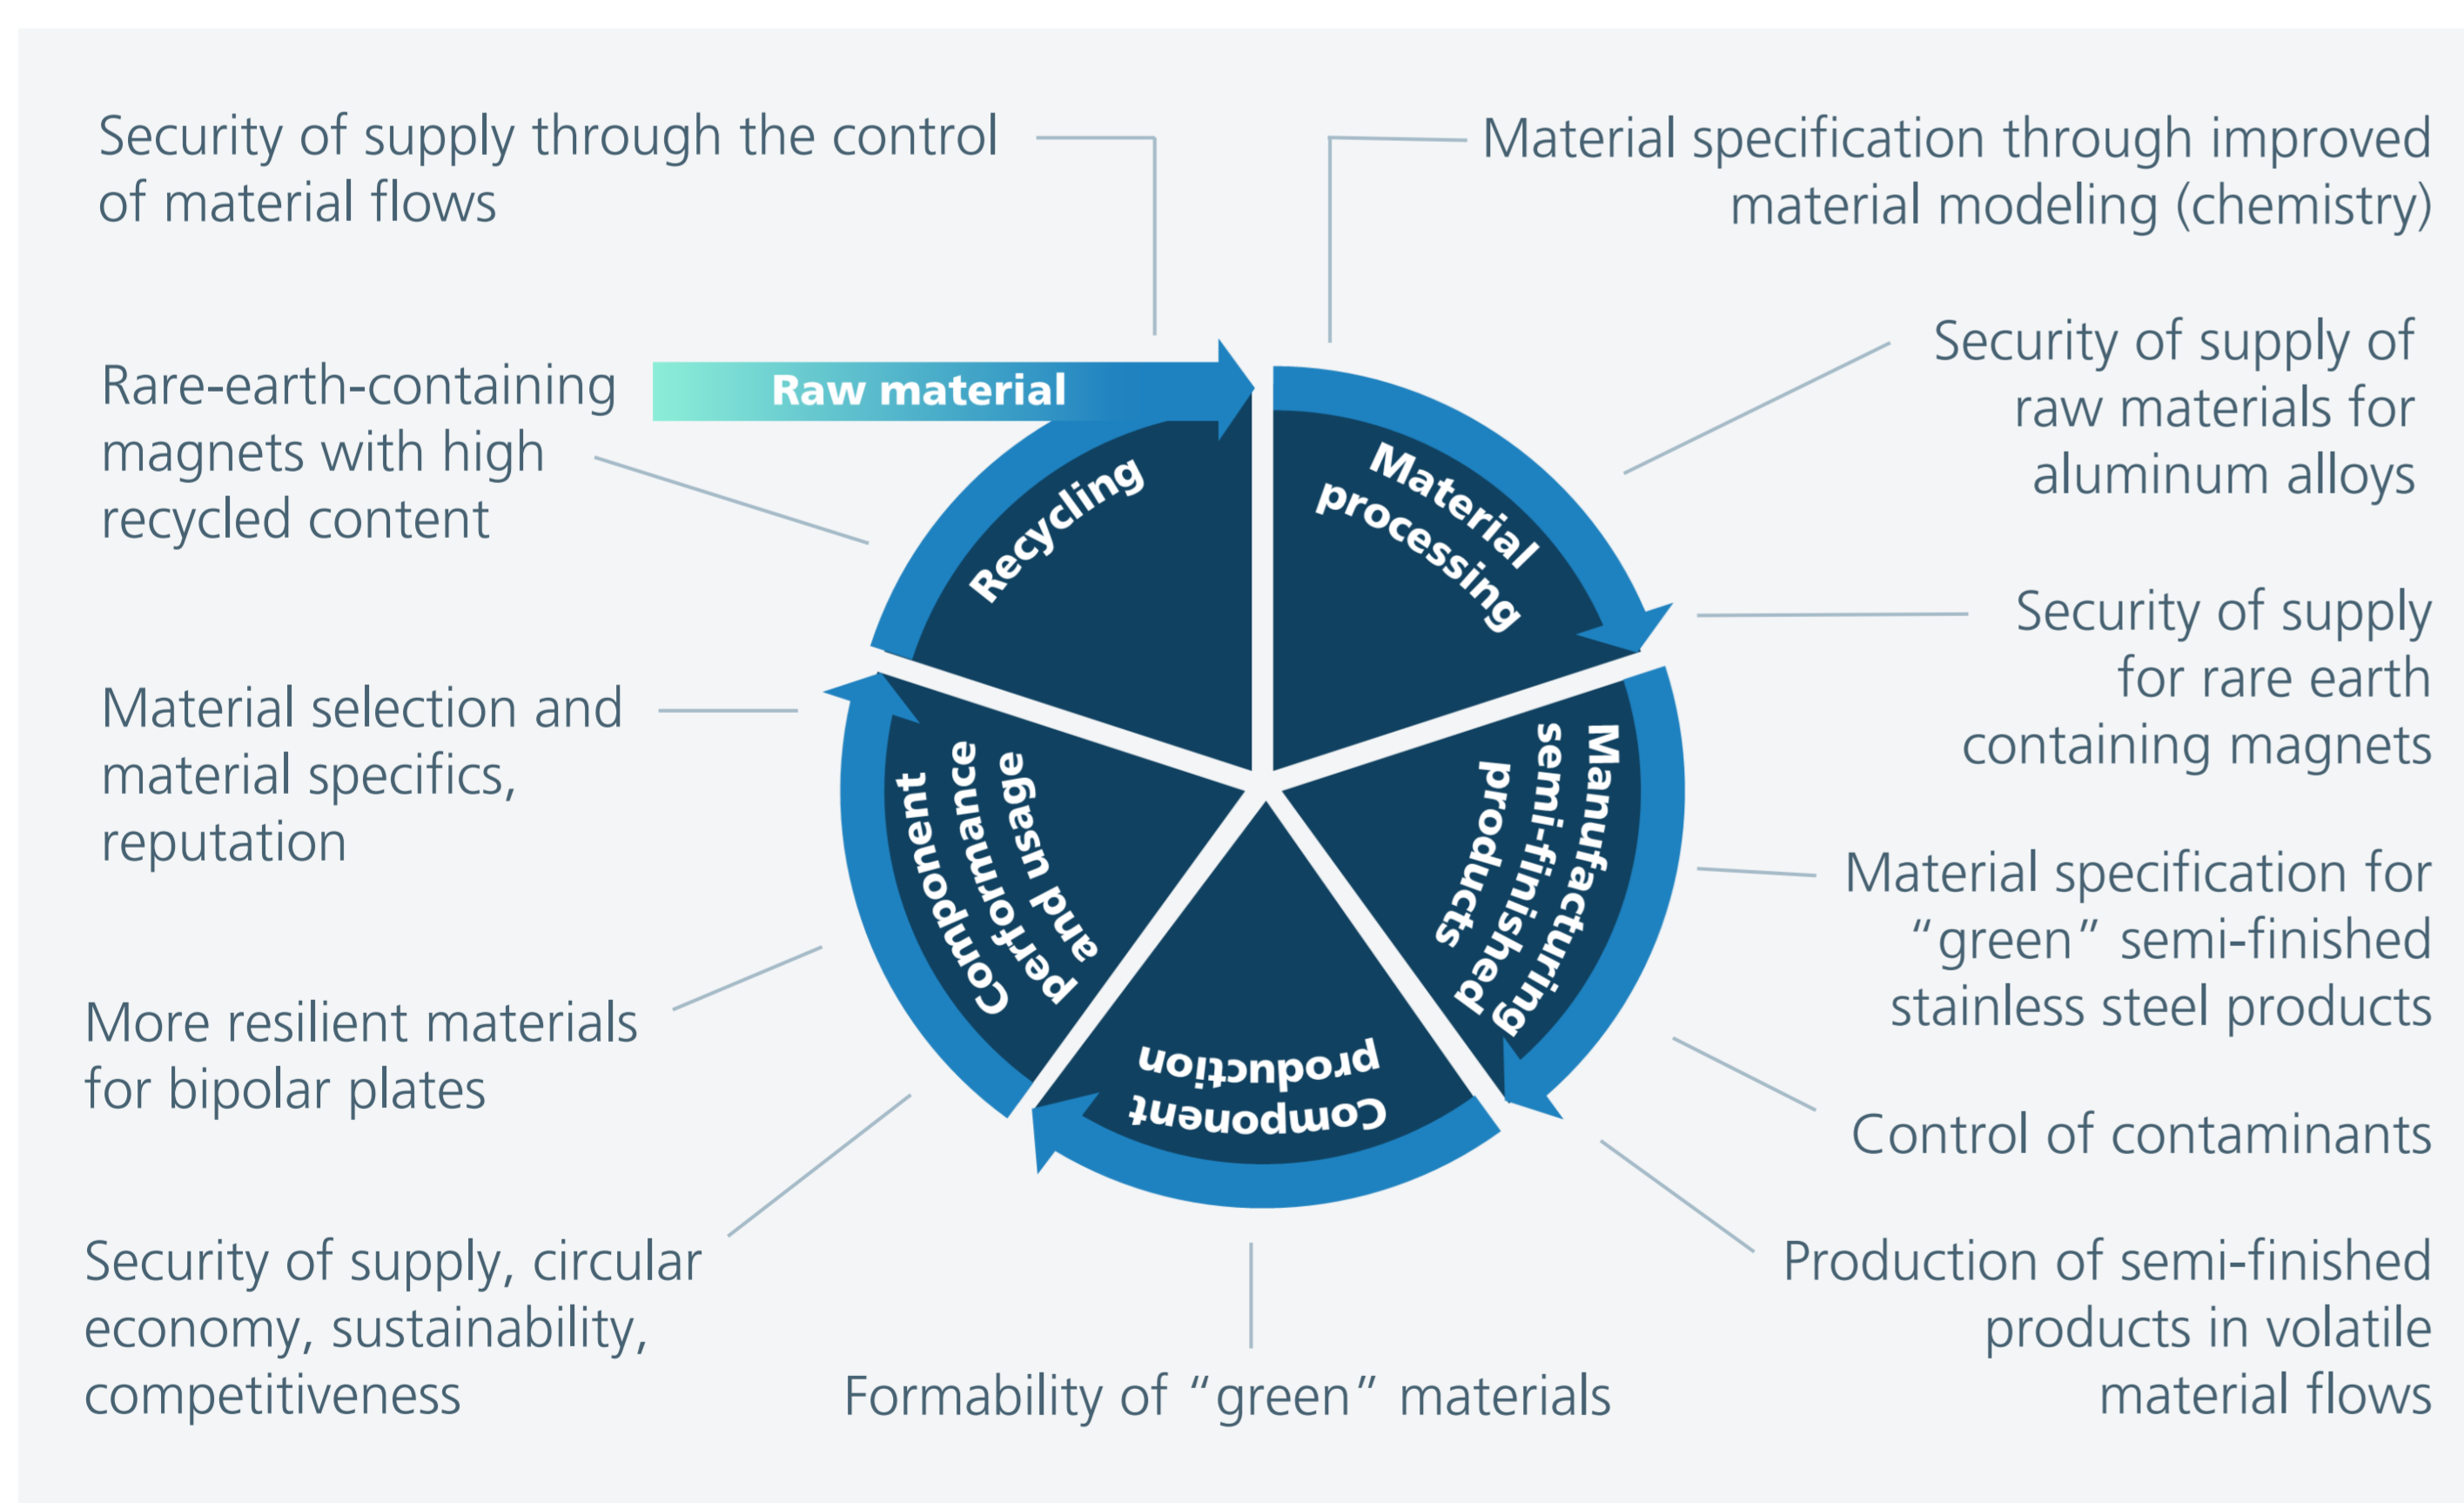 Security of supply through the control
of material flows
Material specification through improved
material modeling (chemistry)
Rare-earth-containing
magnets with high
recycled content
Raw material
Security of supply of
raw materials for
aluminum alloys
Recycling
Material
processing
Security of supply
for rare earth
containing magnets
Material selection and
material specifics,
reputation
Component
performance
and usage
Manufacturing
semi-finished
products
Material specification for
“green” semi-finished
stainless steel products
More resilient materials
for bipolar plates
Component
production
Control of contaminants
Security of supply, circular
economy, sustainability,
competitiveness
Formability of “green” materials
Production of semi-finished
products in volatile
material flows